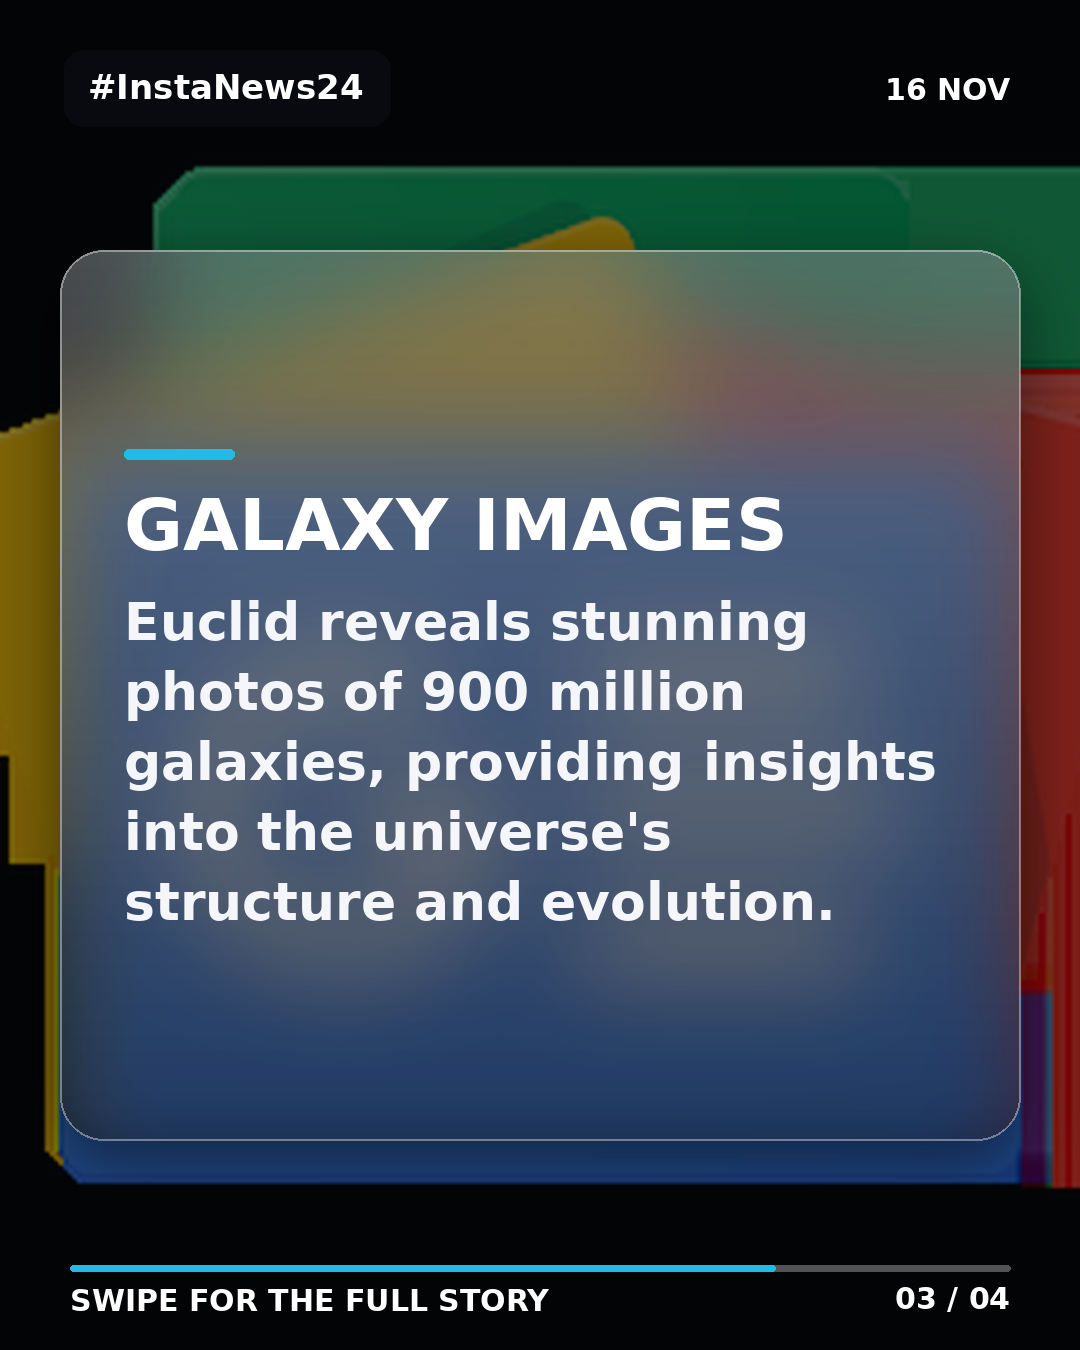 #InstaNews24
16 NOV
GALAXY IMAGES
Euclid reveals stunning
photos of 900 million
galaxies, providing insights
into the universe's
structure and evolution.
SWIPE FOR THE FULL STORY
03 / 04